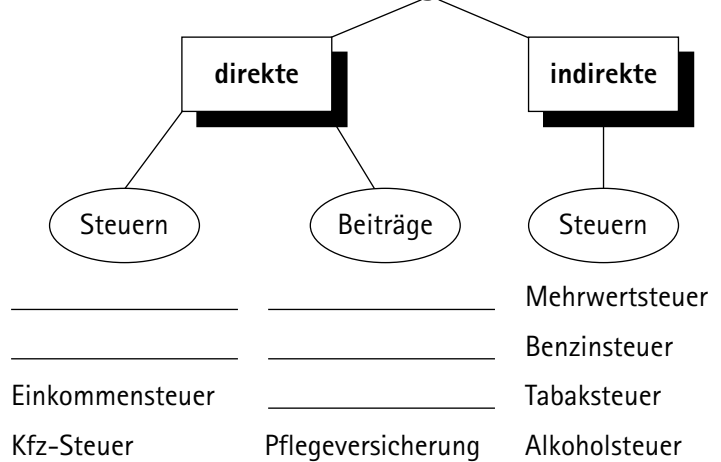 direkte
indirekte
Steuern
Beiträge
Steuern
Mehrwertsteuer
Benzinsteuer
Einkommensteuer
Tabaksteuer
Kfz-Steuer
Pflegeversicherung
Alkoholsteuer